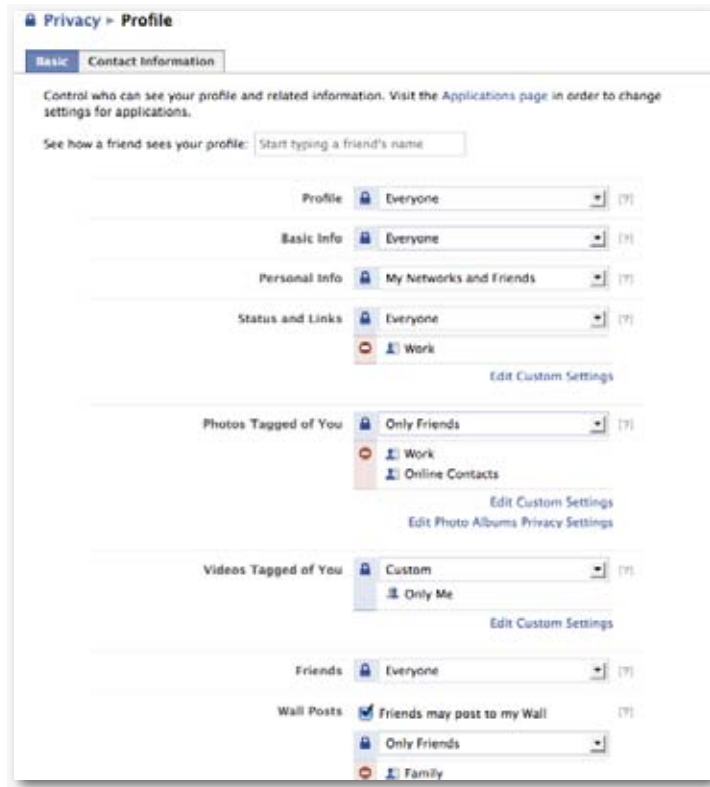 Privacy ▸ Profile
Basic Contact Information
Control who can see your profile and related information. Visit the Applications page in order to change
settings for applications.
See how a friend sees your profile: Start typing a friend's name
Profile Everyone [?]
Basic Info Everyone [?]
Personal Info My Networks and Friends [?]
Status and Links Everyone [?]
Work
Edit Custom Settings
Photos Tagged of You Only Friends [?]
Work
Online Contacts
Edit Custom Settings
Edit Photo Albums Privacy Settings
Videos Tagged of You Custom [?]
Only Me
Edit Custom Settings
Friends Everyone [?]
Wall Posts Friends may post to my Wall [?]
Only Friends
Family